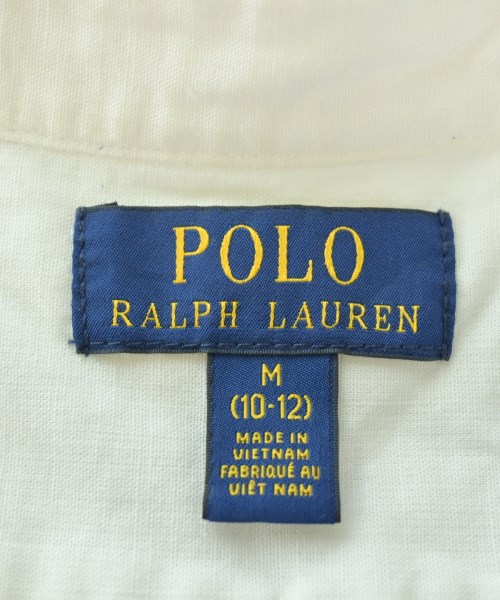 POLO
RALPH LAUREN
M
(10-12)
MADE IN
VIETNAM
FABRIQUÉ AU
VIÊT NAM